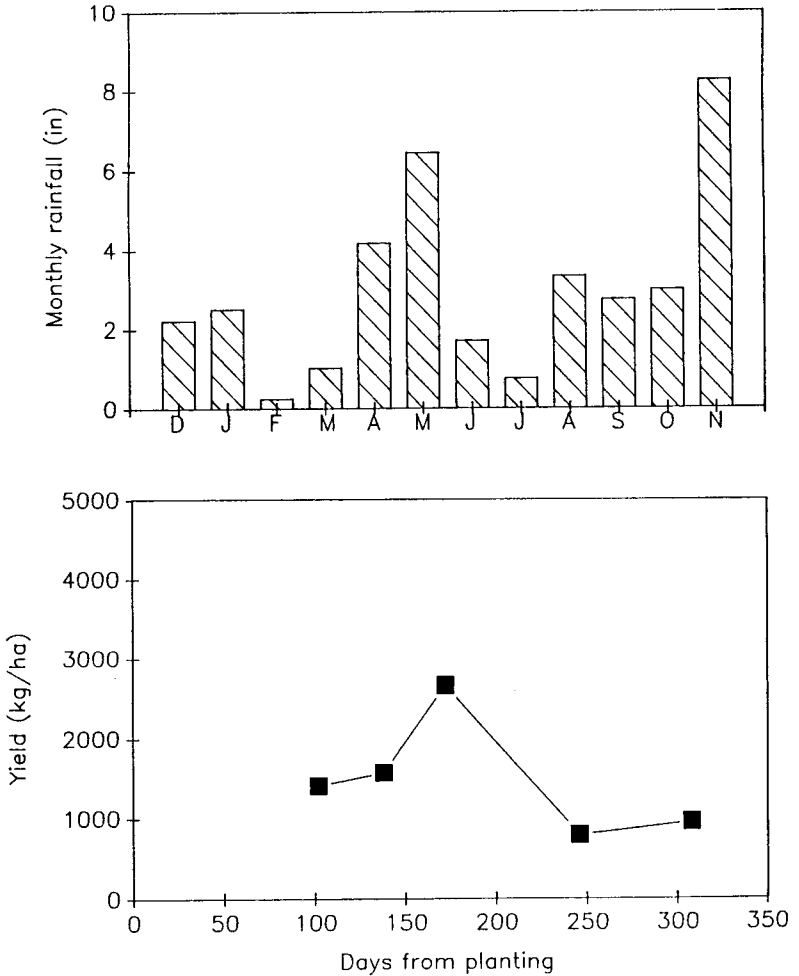 Monthly rainfall (in)
10
8
6
4
2
0
D J F M A M J J A S O N
Yield (kg/ha)
5000
4000
3000
2000
1000
0
0 50 100 150 200 250 300 350
Days from planting